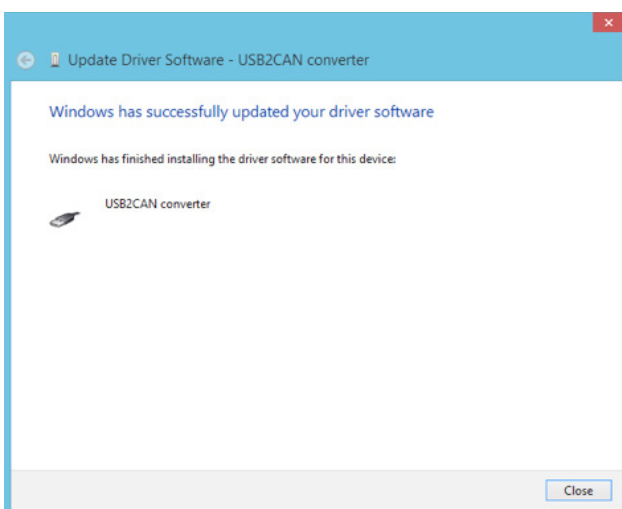 Update Driver Software - USB2CAN converter
Windows has successfully updated your driver software
Windows has finished installing the driver software for this device:
USB2CAN converter
Close